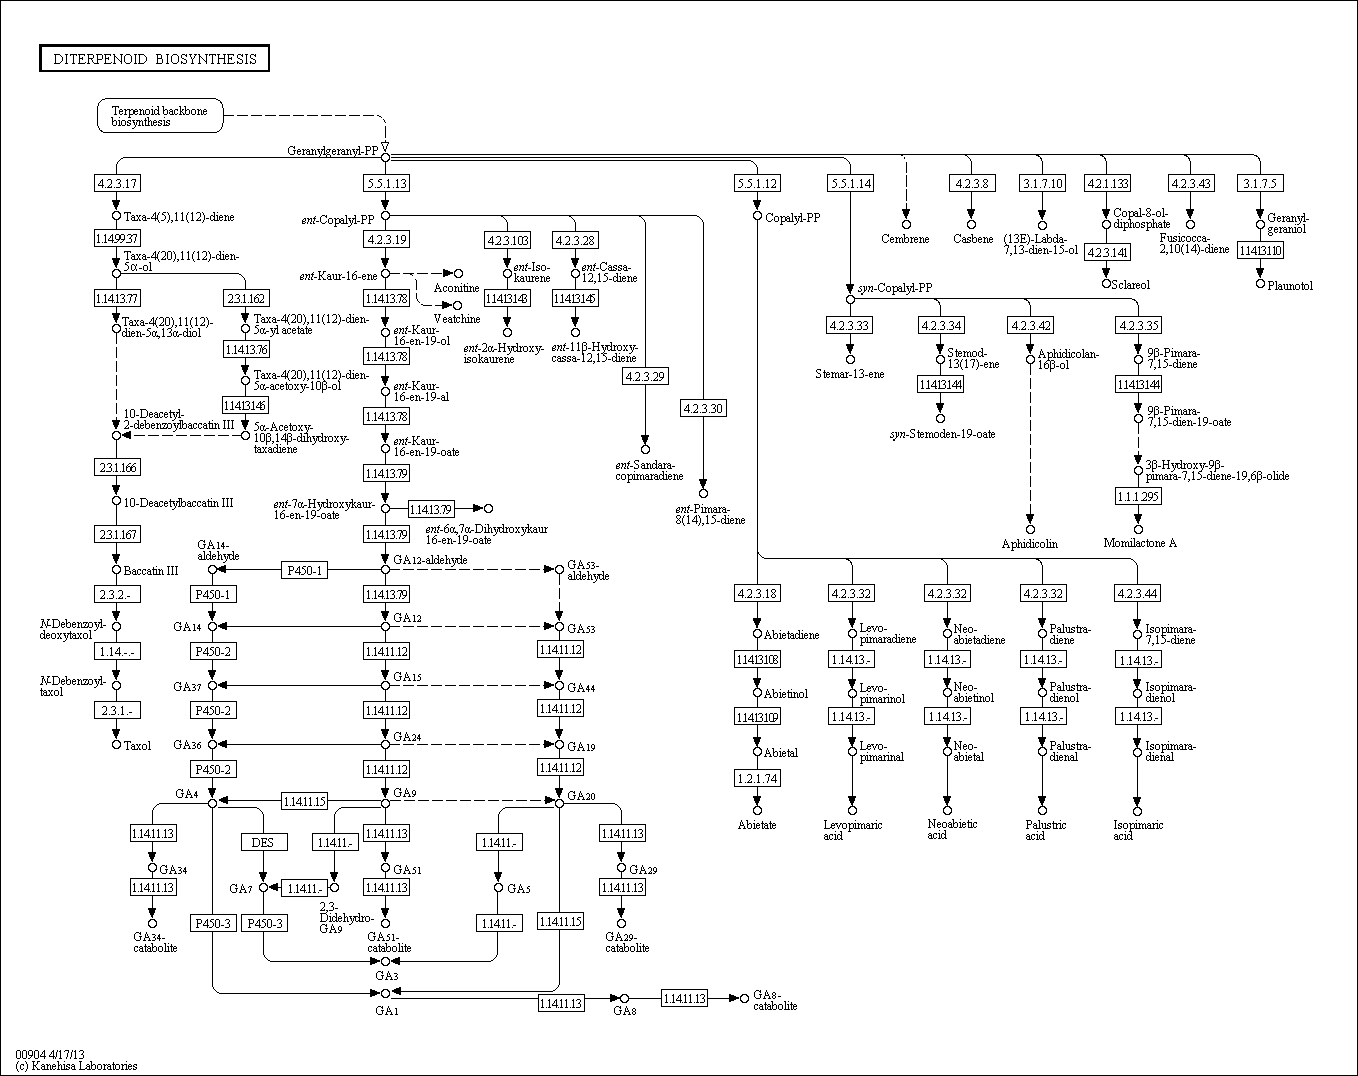 DITERPENOID BIOSYNTHESIS
Terpenoid backbone
biosynthesis
Geranylgeranyl-PP
4.2.3.17
5.5.1.13
5.5.1.12
5.5.1.14
4.2.3.8
3.1.7.10
4.2.1.133
4.2.3.43
3.1.7.5
Taxa-4(5),11(12)-diene
ent-Copalyl-PP
Copalyl-PP
Cembrene
Casbene
(13E)-Labda-
7,13-dien-15-ol
Copal-8-ol-
diphosphate
Fusicocca-
2,10(14)-diene
Geranyl-
geraniol
1.14.99.37
4.2.3.19
4.2.3.103
4.2.3.28
4.2.3.141
1.14.13.110
Taxa-4(20),11(12)-dien-
5α-ol
ent-Kaur-16-ene
Aconitine
Veatchine
ent-Iso-
kaurene
ent-Cassa-
12,15-diene
syn-Copalyl-PP
Sclareol
Plaunotol
1.14.13.77
2.3.1.162
1.14.13.78
1.14.13.143
1.14.13.145
Taxa-4(20),11(12)-
dien-5α,13α-diol
Taxa-4(20),11(12)-dien-
5α-yl acetate
ent-Kaur-
16-en-19-ol
ent-2α-Hydroxy-
isokaurene
ent-11β-Hydroxy-
cassa-12,15-diene
4.2.3.33
4.2.3.34
4.2.3.42
4.2.3.35
1.14.13.76
1.14.13.78
4.2.3.29
Stemar-13-ene
Stemod-
13(17)-ene
Aphidicolan-
16β-ol
9β-Pimara-
7,15-diene
Taxa-4(20),11(12)-dien-
5α-acetoxy-10β-ol
ent-Kaur-
16-en-19-al
1.14.13.144
1.14.13.144
1.14.13.146
1.14.13.78
4.2.3.30
10-Deacetyl-
2-debenzoylbaccatin III
5α-Acetoxy-
10β,14β-dihydroxy-
taxadiene
ent-Kaur-
16-en-19-oate
syn-Stemoden-19-oate
9β-Pimara-
7,15-dien-19-oate
2.3.1.166
1.14.13.79
ent-Sandara-
copimaradiene
3β-Hydroxy-9β-
pimara-7,15-diene-19,6β-olide
10-Deacetylbaccatin III
ent-7α-Hydroxykaur-
16-en-19-oate
1.14.13.79
ent-6α,7α-Dihydroxykaur
16-en-19-oate
ent-Pimara-
8(14),15-diene
1.1.1.295
2.3.1.167
1.14.13.79
Aphidicolin
Momilactone A
Baccatin III
GA14-
aldehyde
P450-1
GA12-aldehyde
GA53-
aldehyde
2.3.2.-
P450-1
1.14.13.79
4.2.3.18
4.2.3.32
4.2.3.32
4.2.3.32
4.2.3.44
N-Debenzoyl-
deoxytaxol
GA14
GA12
GA53
Abietadiene
Levo-
pimaradiene
Neo-
abietadiene
Palustra-
diene
Isopimara-
7,15-diene
1.14.-.-
P450-2
1.14.11.12
1.14.11.12
1.14.13.108
1.14.13.-
1.14.13.-
1.14.13.-
1.14.13.-
N-Debenzoyl-
taxol
GA37
GA15
GA44
Abietinol
Levo-
pimarinol
Neo-
abietinol
Palustra-
dienol
Isopimara-
dienol
2.3.1.-
P450-2
1.14.11.12
1.14.11.12
1.14.13.109
1.14.13.-
1.14.13.-
1.14.13.-
1.14.13.-
Taxol
GA36
GA24
GA19
Abietal
Levo-
pimarinal
Neo-
abietal
Palustra-
dienal
Isopimara-
dienal
P450-2
1.14.11.12
1.14.11.12
1.2.1.74
GA4
1.14.11.15
GA9
GA20
Abietate
Levopimaric
acid
Neoabietic
acid
Palustric
acid
Isopimaric
acid
1.14.11.13
DES
1.14.11.-
1.14.11.13
1.14.11.-
1.14.11.13
GA34
GA7
1.14.11.-
GA51
GA5
GA29
1.14.11.13
1.14.11.13
1.14.11.13
2,3-
Didehydro-
GA9
P450-3
P450-3
1.14.11.-
1.14.11.15
GA34-
catabolite
GA51-
catabolite
GA29-
catabolite
GA3
GA1
1.14.11.13
GA8
1.14.11.13
GA8-
catabolite
00904 4/17/13
(c) Kanehisa Laboratories